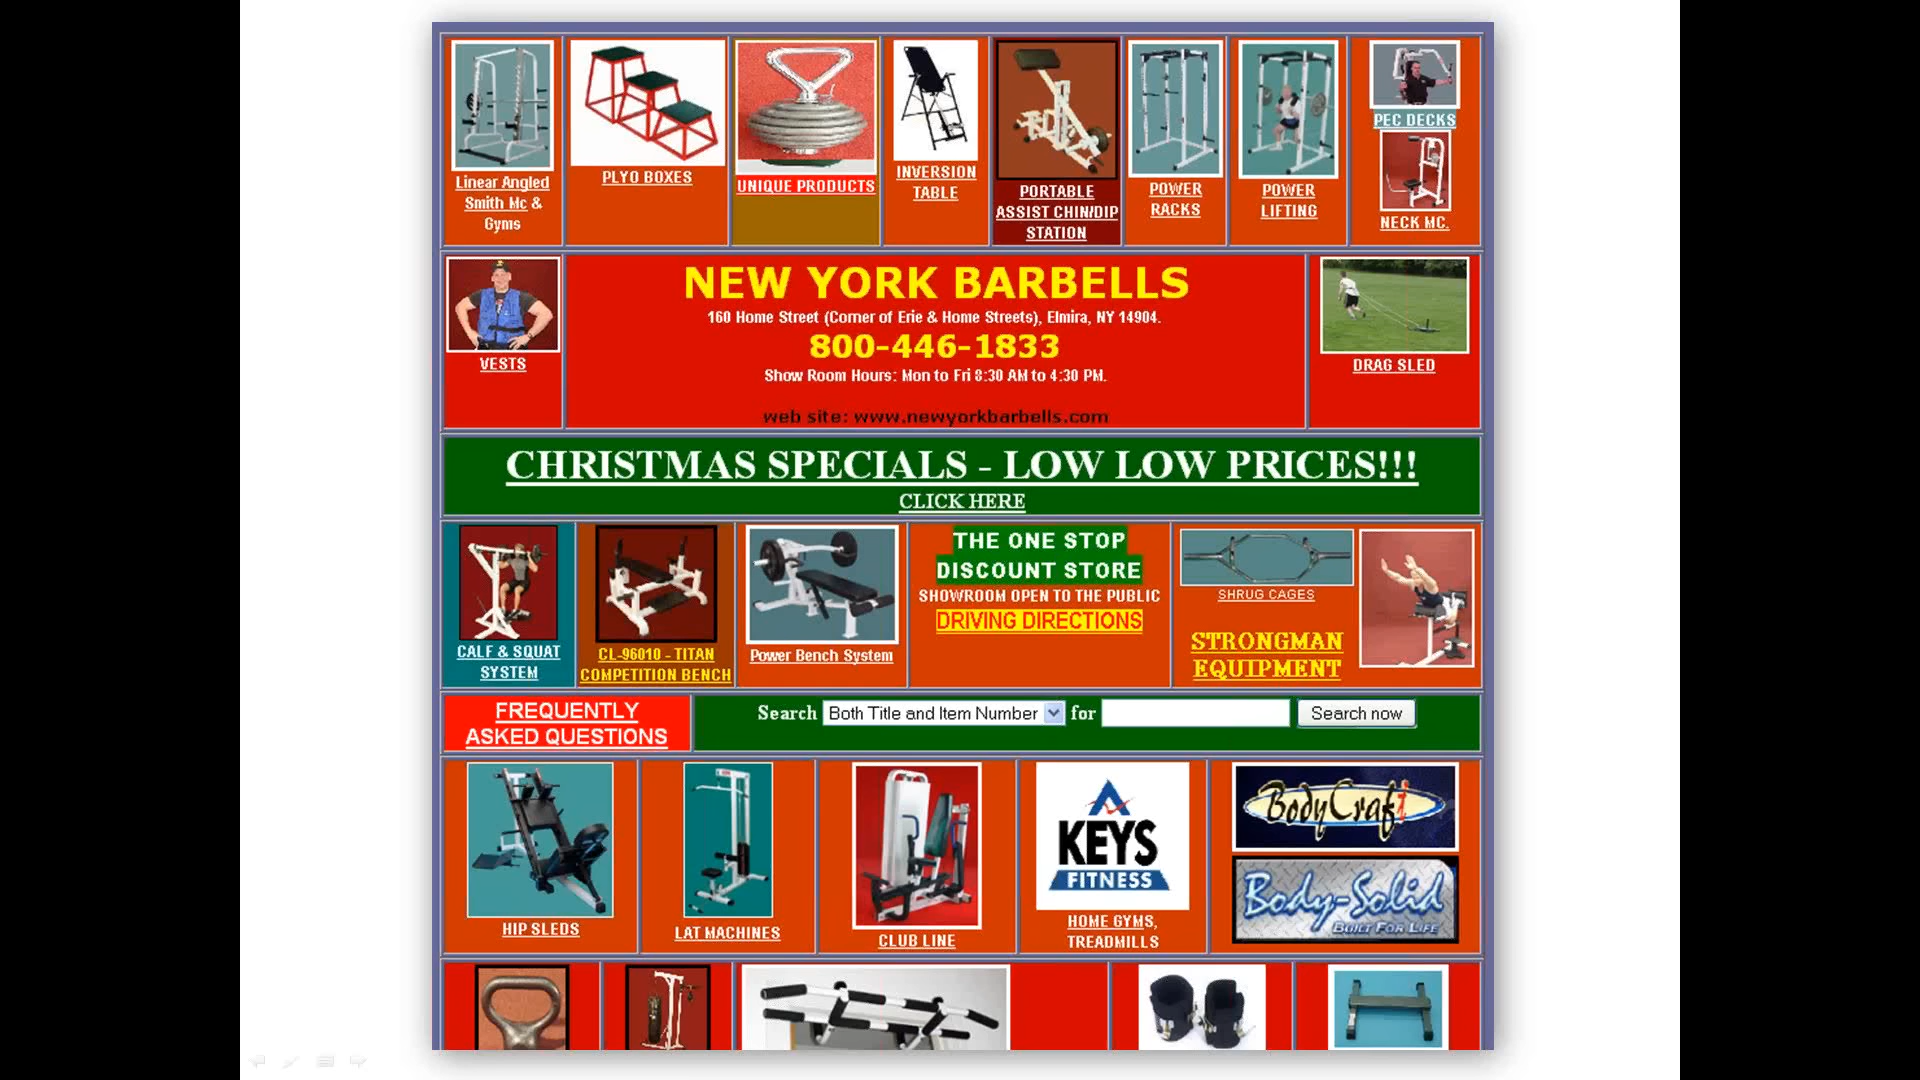 Linear Angled
Smith Mc &
Gyms
PLYO BOXES
UNIQUE PRODUCTS
INVERSION
TABLE
PORTABLE
ASSIST CHIN/DIP
STATION
POWER
RACKS
POWER
LIFTING
PEC DECKS
NECK MC.
VESTS
NEW YORK BARBELLS
160 Home Street (Corner of Erie & Home Streets), Elmira, NY 14904.
800-446-1833
Show Room Hours: Mon to Fri 8:30 AM to 4:30 PM.
web site: www.newyorkbarbells.com
DRAG SLED
CHRISTMAS SPECIALS - LOW LOW PRICES!!!
CLICK HERE
CALF & SQUAT
SYSTEM
CL-96010 - TITAN
COMPETITION BENCH
Power Bench System
THE ONE STOP
DISCOUNT STORE
SHOWROOM OPEN TO THE PUBLIC
DRIVING DIRECTIONS
SHRUG CAGES
STRONGMAN
EQUIPMENT
FREQUENTLY
ASKED QUESTIONS
Search Both Title and Item Number for Search now
HIP SLEDS
LAT MACHINES
CLUB LINE
KEYS
FITNESS
HOME GYMS,
TREADMILLS
BodyCraft
Body-Solid
BUILT FOR LIFE